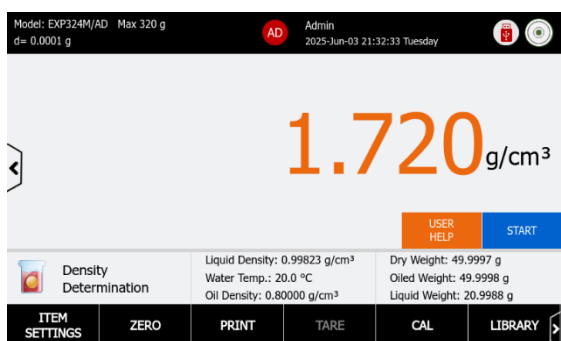 Model: EXP324M/AD Max 320 g
d= 0.0001 g
AD
Admin
2025-Jun-03 21:32:33 Tuesday
1.720 g/cm³
USER
HELP
START
Density
Determination
Liquid Density: 0.99823 g/cm³
Water Temp.: 20.0 °C
Oil Density: 0.80000 g/cm³
Dry Weight: 49.9997 g
Oiled Weight: 49.9998 g
Liquid Weight: 20.9988 g
ITEM
SETTINGS
ZERO
PRINT
TARE
CAL
LIBRARY